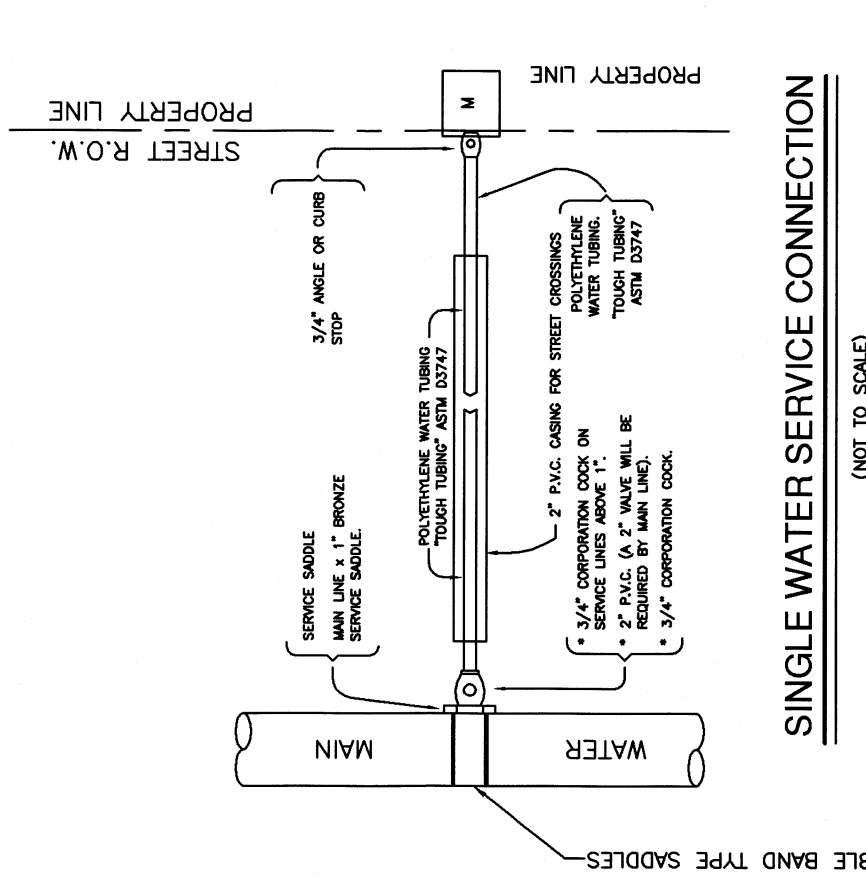 PROPERTY LINE
STREET R.O.W.
PROPERTY LINE
M
3/4" ANGLE OR CURB
STOP
POLYETHYLENE WATER TUBING
"TOUGH TUBING" ASTM D3747
2" P.V.C. CASING FOR STREET CROSSINGS
POLYETHYLENE
WATER TUBING.
"TOUGH TUBING"
ASTM D3747
SERVICE SADDLE
MAIN LINE x 1" BRONZE
SERVICE SADDLE.
* 3/4" CORPORATION COCK ON
SERVICE LINES ABOVE 1".
* 2" P.V.C. (A 2" VALVE WILL BE
REQUIRED BY MAIN LINE).
* 3/4" CORPORATION COCK.
WATER MAIN
BAND TYPE SADDLES
SINGLE WATER SERVICE CONNECTION
(NOT TO SCALE)